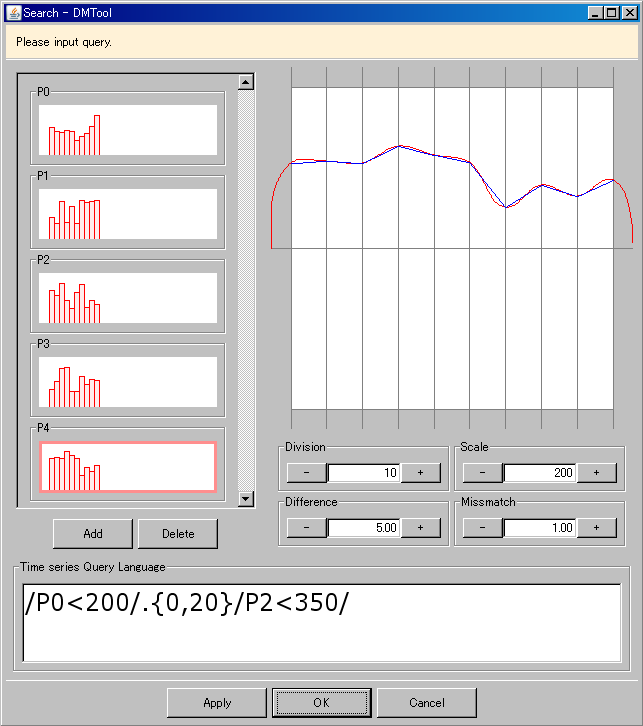 Search - DMTool
Please input query.
P0
P1
P2
P3
P4
Add
Delete
Division
- 10 +
Scale
- 200 +
Difference
- 5.00 +
Missmatch
- 1.00 +
Time series Query Language
/P0<200/.{0,20}/P2<350/
Apply
OK
Cancel